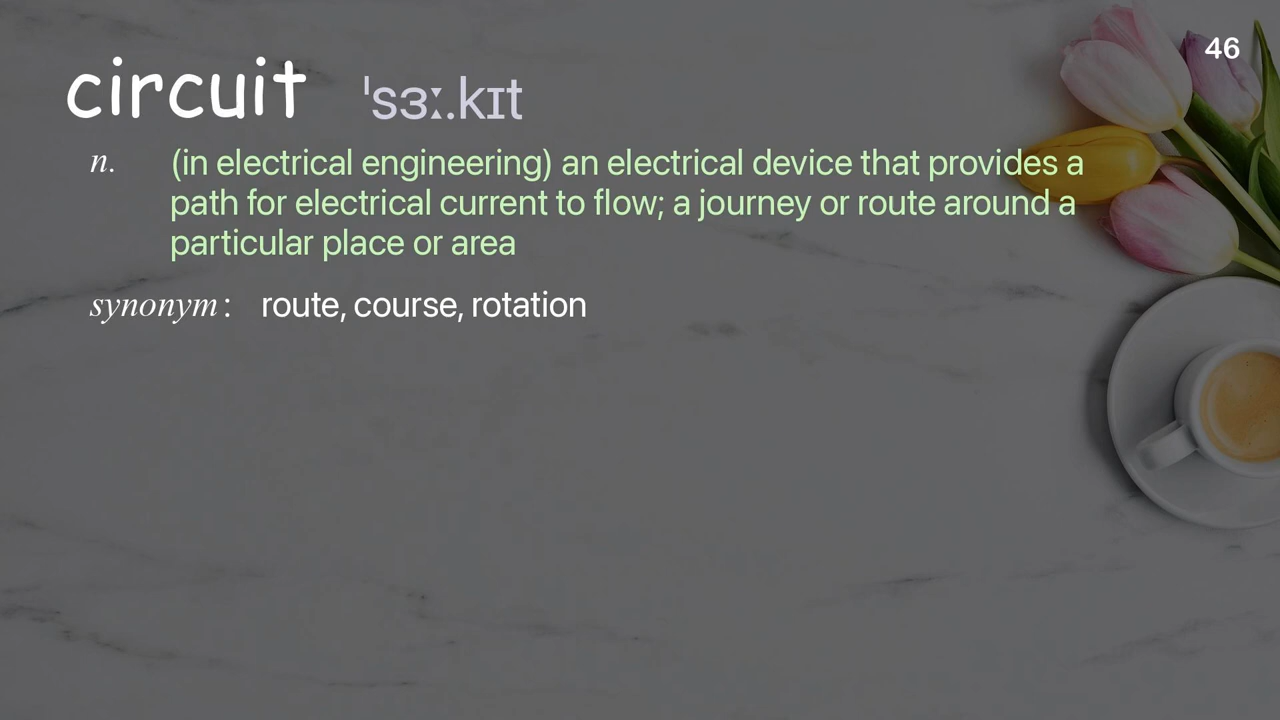 46
circuit ˈsɜː.kɪt
n. (in electrical engineering) an electrical device that provides a
path for electrical current to flow; a journey or route around a
particular place or area
synonym: route, course, rotation